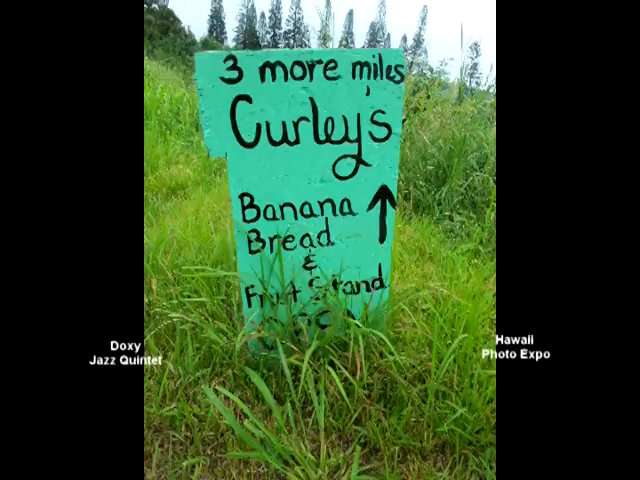 3 more miles
Curley's
Banana
Bread
&
Fruit Stand
Doxy
Jazz Quintet
Hawaii
Photo Expo